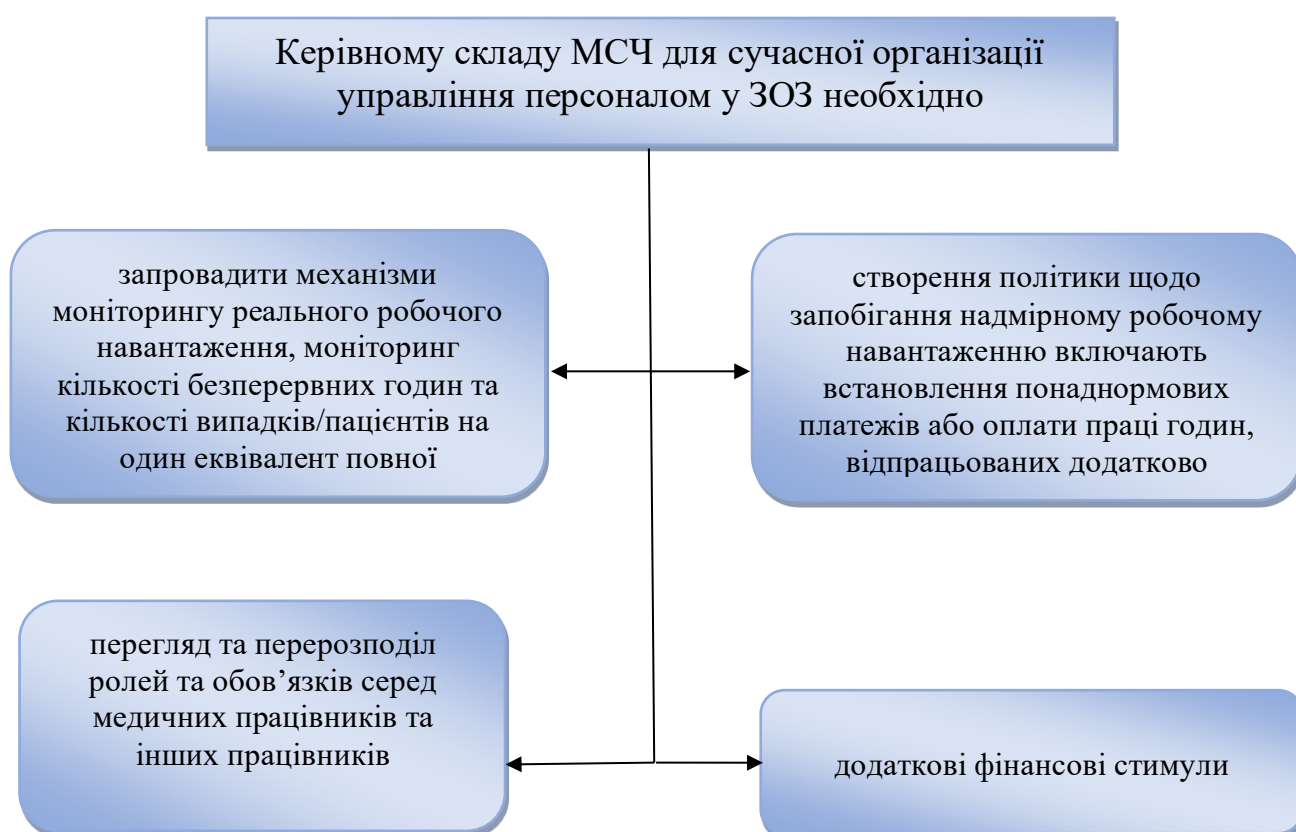 Керівному складу МСЧ для сучасної організації
управління персоналом у ЗОЗ необхідно
запровадити механізми
моніторингу реального робочого
навантаження, моніторинг
кількості безперервних годин та
кількості випадків/пацієнтів на
один еквівалент повної
створення політики щодо
запобігання надмірному робочому
навантаженню включають
встановлення понаднормових
платежів або оплати праці годин,
відпрацьованих додатково
перегляд та перерозподіл
ролей та обов’язків серед
медичних працівників та
інших працівників
додаткові фінансові стимули